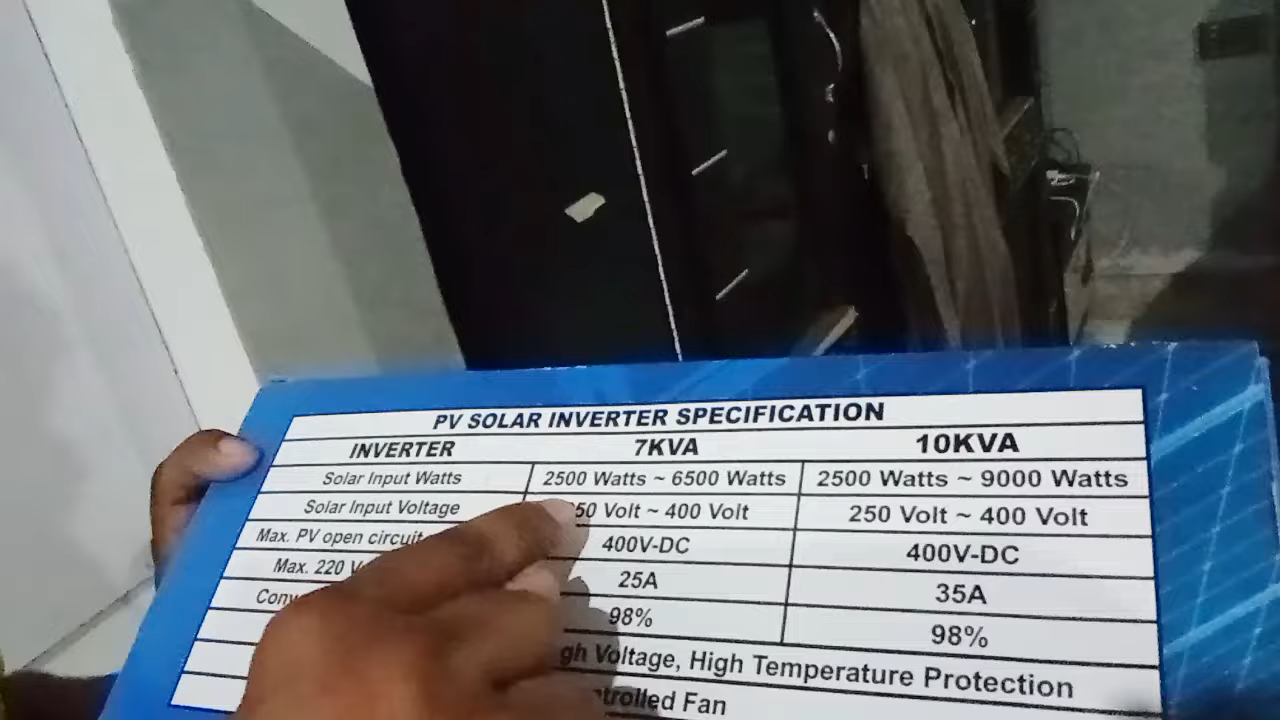 PV SOLAR INVERTER SPECIFICATION
INVERTER 7KVA 10KVA
Solar Input Watts 2500 Watts ~ 6500 Watts 2500 Watts ~ 9000 Watts
Solar Input Voltage 50 Volt ~ 400 Volt 250 Volt ~ 400 Volt
Max. PV open circuit 400V-DC 400V-DC
Max. 220 25A 35A
98% 98%
Voltage, High Temperature Protection
Fan